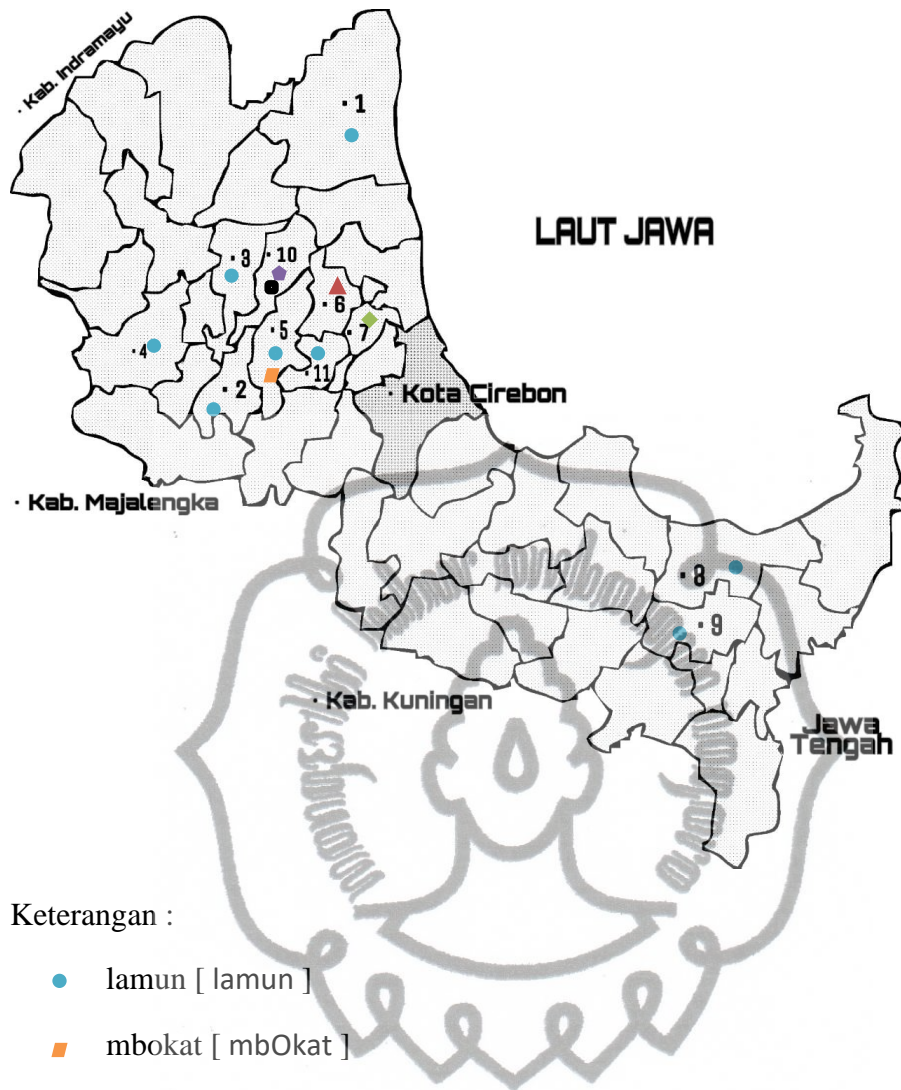 · Kab. Indramayu
· 1
LAUT JAWA
· 3
· 10
· 6
· 5
· 7
· 4
· 11
· 2
· Kota Cirebon
· Kab. Majalengka
· 8
· 9
· Kab. Kuningan
Jawa
Tengah
Keterangan :
lamun [ lamun ]
mbokat [ mbOkat ]